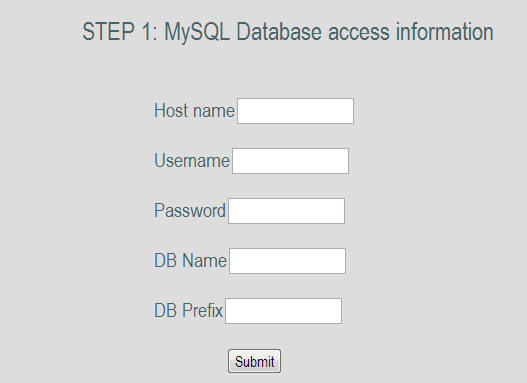 STEP 1: MySQL Database access information
Host name
Username
Password
DB Name
DB Prefix
Submit